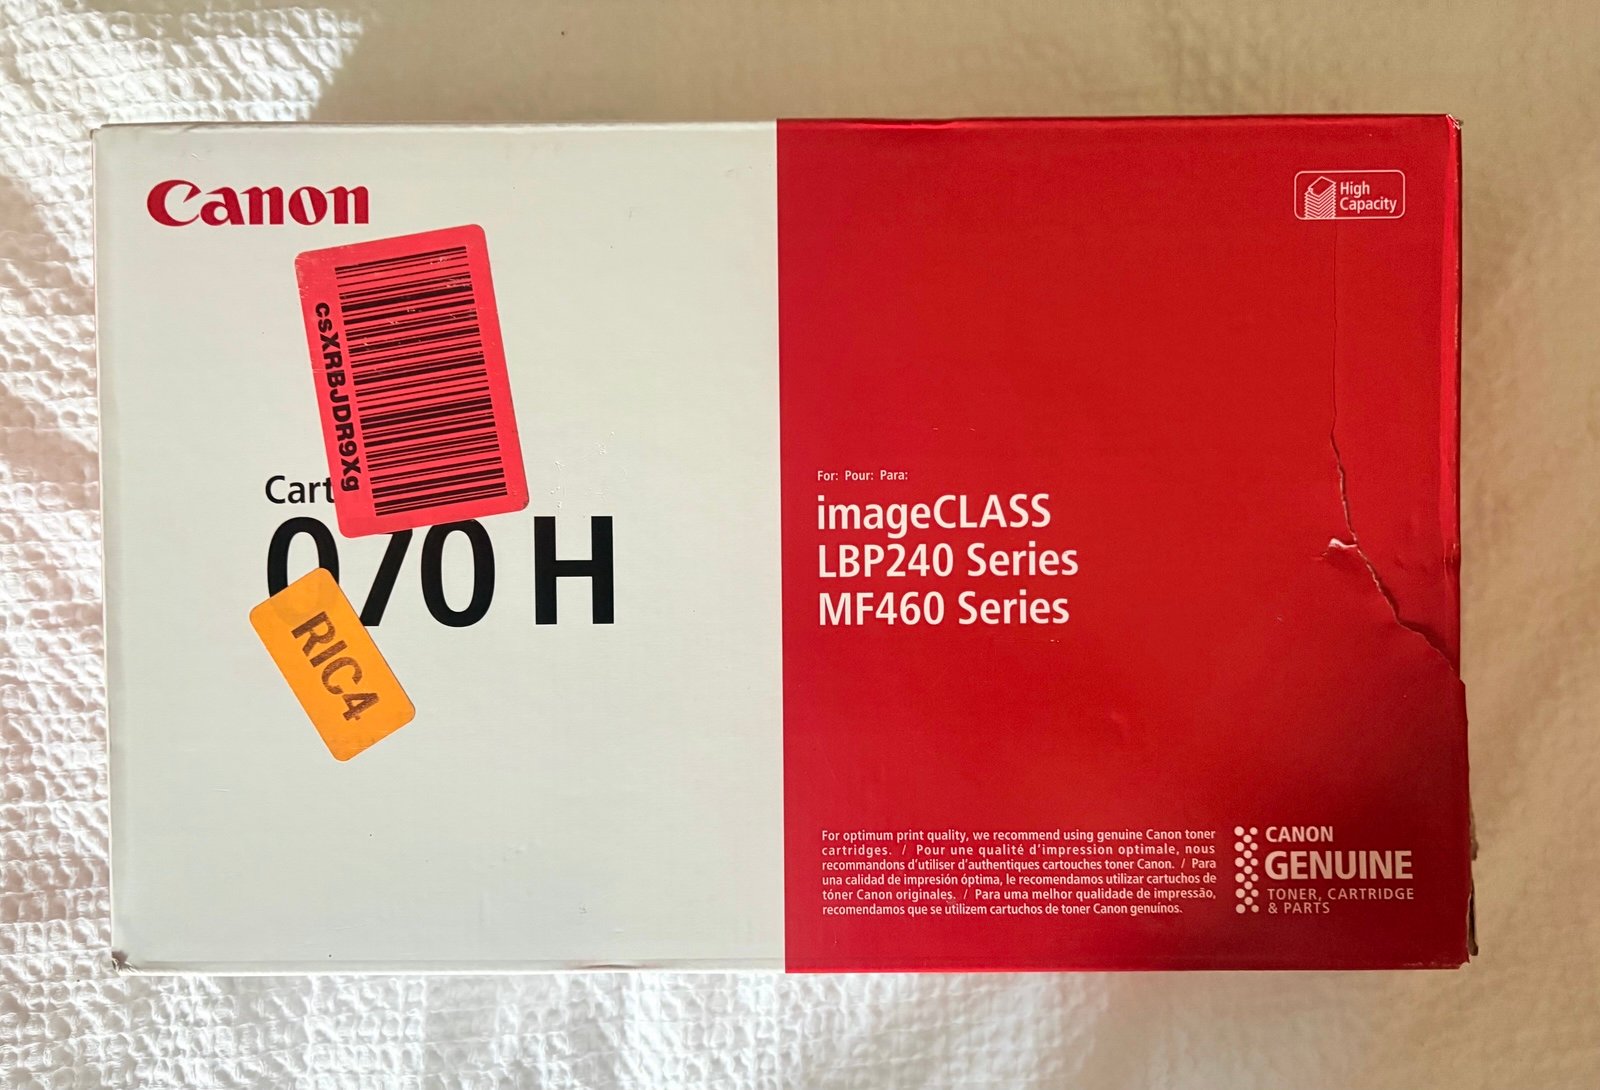 Canon
High
Capacity
csXRBJDR9Xg
Cart
070 H
RIC4
For: Pour: Para:
imageCLASS
LBP240 Series
MF460 Series
For optimum print quality, we recommend using genuine Canon toner
cartridges. / Pour une qualité d'impression optimale, nous
recommandons d'utiliser d'authentiques cartouches toner Canon. / Para
una calidad de impresión óptima, le recomendamos utilizar cartuchos de
tóner Canon originales. / Para uma melhor qualidade de impressão,
recomendamos que se utilizem cartuchos de toner Canon genuínos.
CANON
GENUINE
TONER, CARTRIDGE
& PARTS